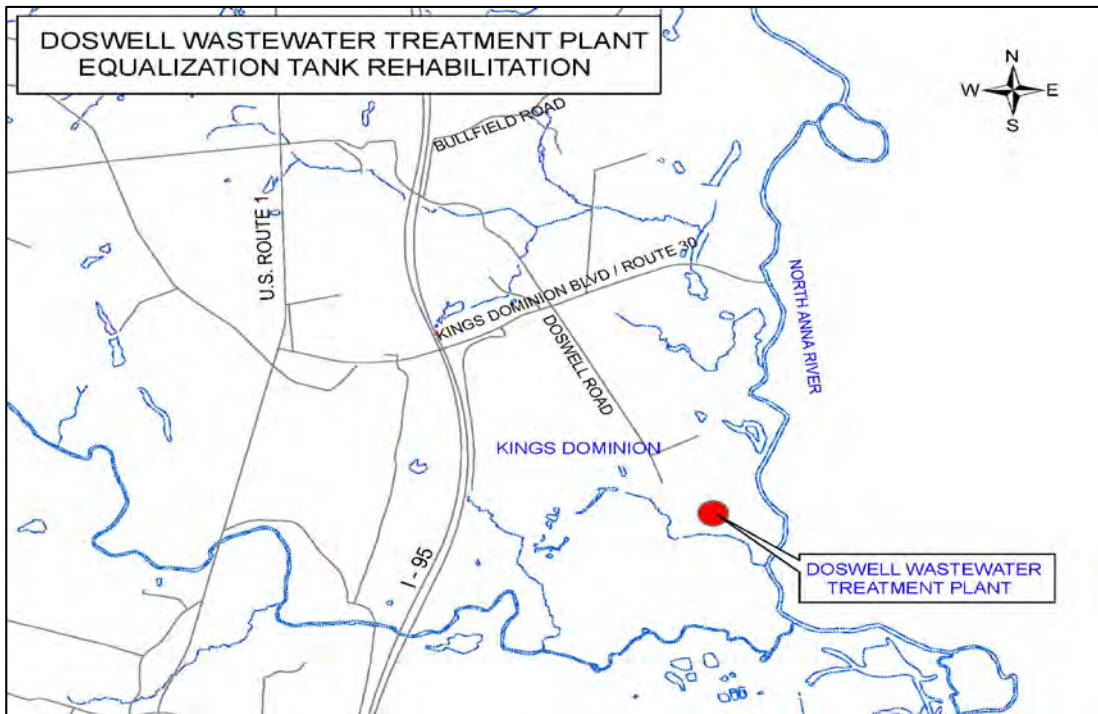 DOSWELL WASTEWATER TREATMENT PLANT
EQUALIZATION TANK REHABILITATION
N
W E
S
BULLFIELD ROAD
U.S. ROUTE 1
KINGS DOMINION BLVD / ROUTE 30
NORTH ANNA RIVER
DOSWELL ROAD
KINGS DOMINION
I - 95
DOSWELL WASTEWATER
TREATMENT PLANT